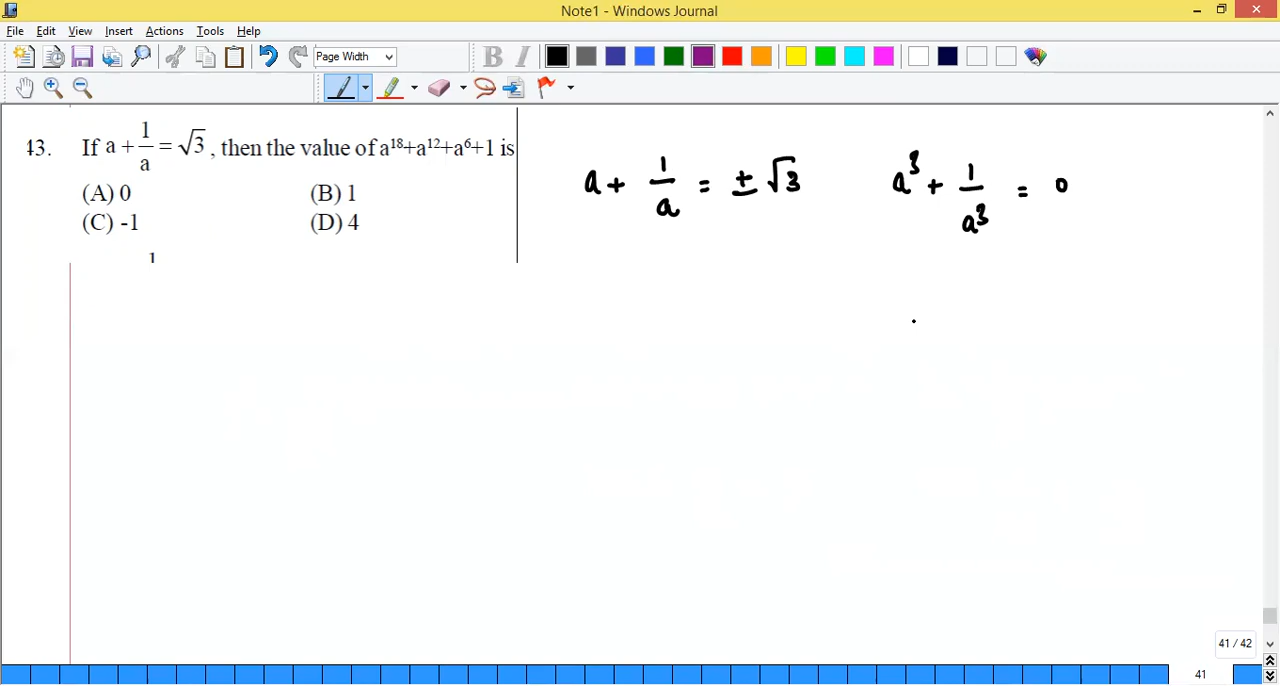 Note1 - Windows Journal
File Edit View Insert Actions Tools Help
Page Width
B I
43. If a + 1/a = √3, then the value of a¹⁸+a¹²+a⁶+1 is
(A) 0 (B) 1
(C) -1 (D) 4
1
a + 1/a = ± √3 a³ + 1/a³ = 0
41 / 42
41